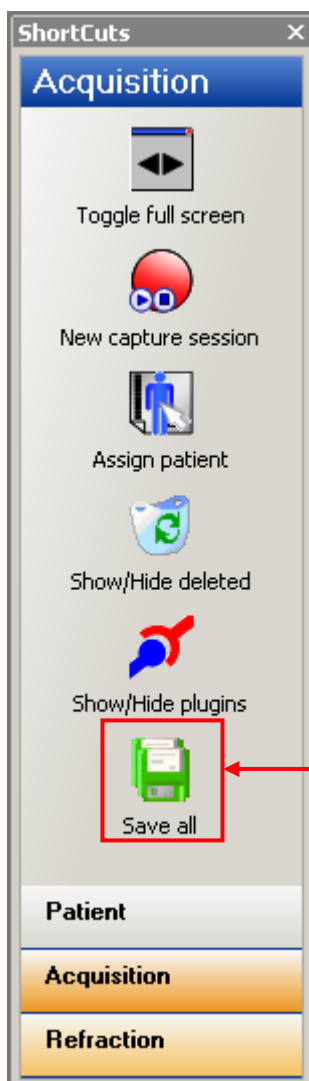 ShortCuts
Acquisition
Toggle full screen
New capture session
Assign patient
Show/Hide deleted
Show/Hide plugins
Save all
Patient
Acquisition
Refraction